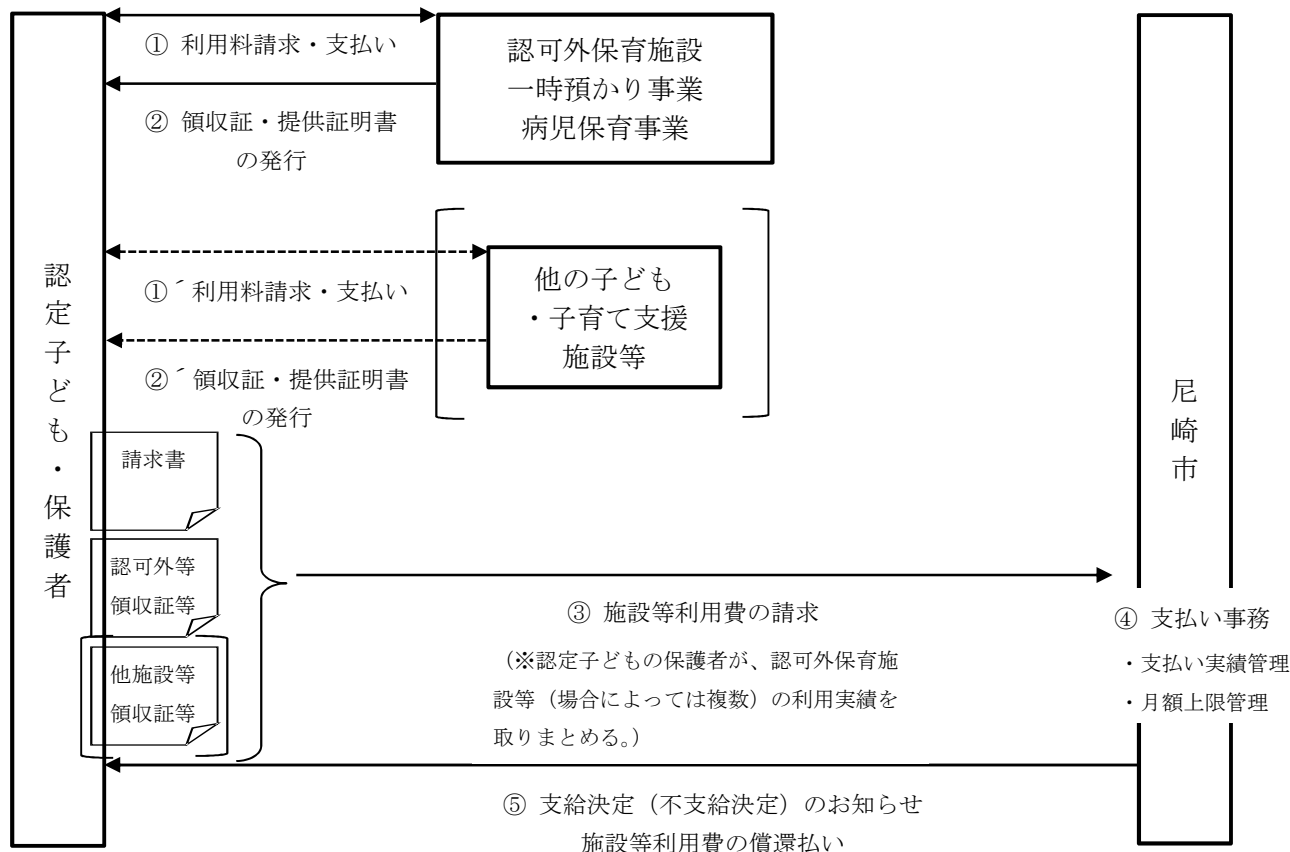 ① 利用料請求・支払い
認可外保育施設
一時預かり事業
病児保育事業
② 領収証・提供証明書
の発行
認定子ども・保護者
①´利用料請求・支払い
他の子ども
・子育て支援
施設等
②´領収証・提供証明書
の発行
尼崎市
請求書
認可外等
領収証等
他施設等
領収証等
③ 施設等利用費の請求
(※認定子どもの保護者が、認可外保育施
設等（場合によっては複数）の利用実績を
取りまとめる。)
④ 支払い事務
・支払い実績管理
・月額上限管理
⑤ 支給決定（不支給決定）のお知らせ
施設等利用費の償還払い